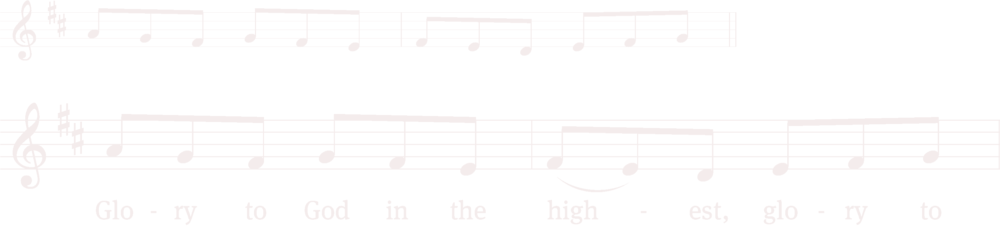 Glo - ry to God in the high - est, glo - ry to